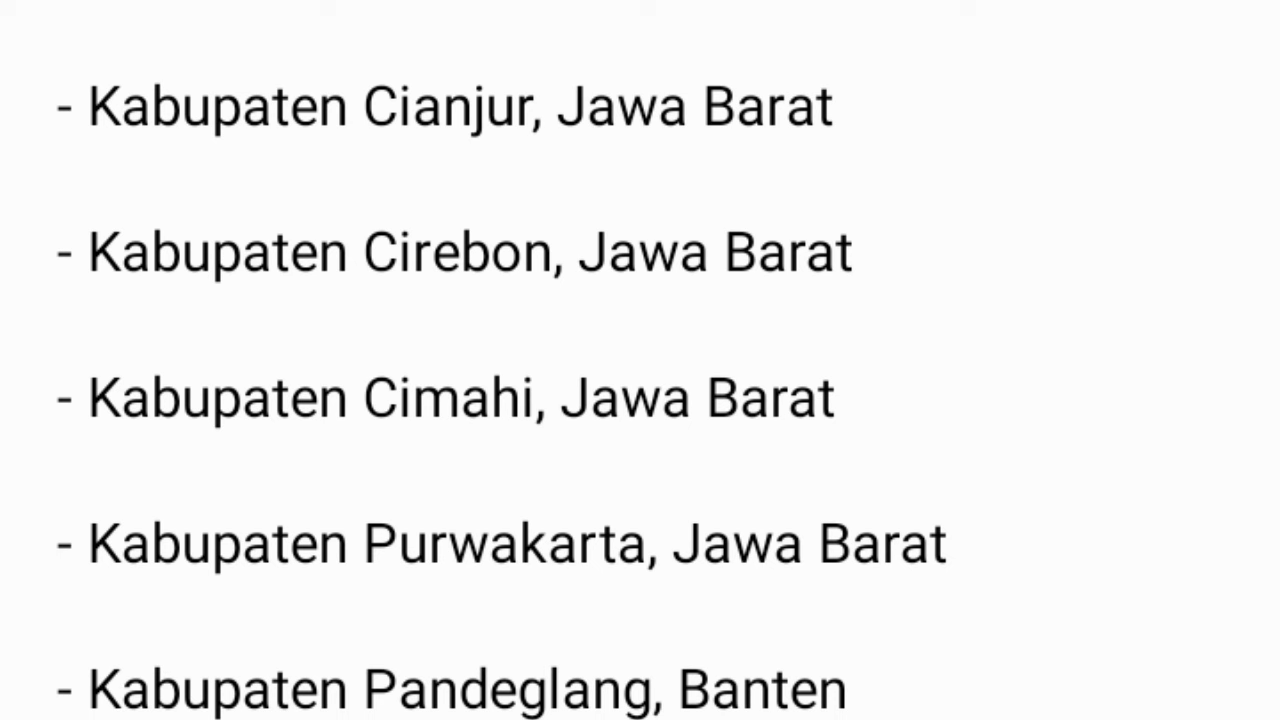 - Kabupaten Cianjur, Jawa Barat
- Kabupaten Cirebon, Jawa Barat
- Kabupaten Cimahi, Jawa Barat
- Kabupaten Purwakarta, Jawa Barat
- Kabupaten Pandeglang, Banten